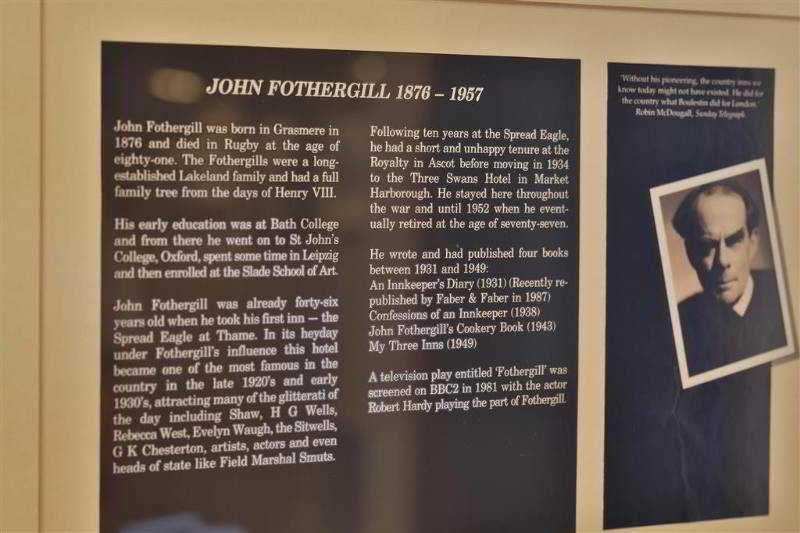 JOHN FOTHERGILL 1876 – 1957
John Fothergill was born in Grasmere in
1876 and died in Rugby at the age of
eighty-one. The Fothergills were a long-
established Lakeland family and had a full
family tree from the days of Henry VIII.
His early education was at Bath College
and from there he went on to St John's
College, Oxford, spent some time in Leipzig
and then enrolled at the Slade School of Art.
John Fothergill was already forty-six
years old when he took his first inn — the
Spread Eagle at Thame. In its heyday
under Fothergill's influence this hotel
became one of the most famous in the
country in the late 1920's and early
1930's, attracting many of the glitterati of
the day including Shaw, H G Wells,
Rebecca West, Evelyn Waugh, the Sitwells,
G K Chesterton, artists, actors and even
heads of state like Field Marshal Smuts.
Following ten years at the Spread Eagle,
he had a short and unhappy tenure at the
Royalty in Ascot before moving in 1934
to the Three Swans Hotel in Market
Harborough. He stayed here throughout
the war and until 1952 when he event-
ually retired at the age of seventy-seven.
He wrote and had published four books
between 1931 and 1949:
An Innkeeper's Diary (1931) (Recently re-
published by Faber & Faber in 1987)
Confessions of an Innkeeper (1938)
John Fothergill's Cookery Book (1943)
My Three Inns (1949)
A television play entitled 'Fothergill' was
screened on BBC2 in 1981 with the actor
Robert Hardy playing the part of Fothergill.
'Without his pioneering, the country inns we
know today might not have existed. He did for
the country what Boulestin did for London.'
Robin McDougall, Sunday Telegraph.